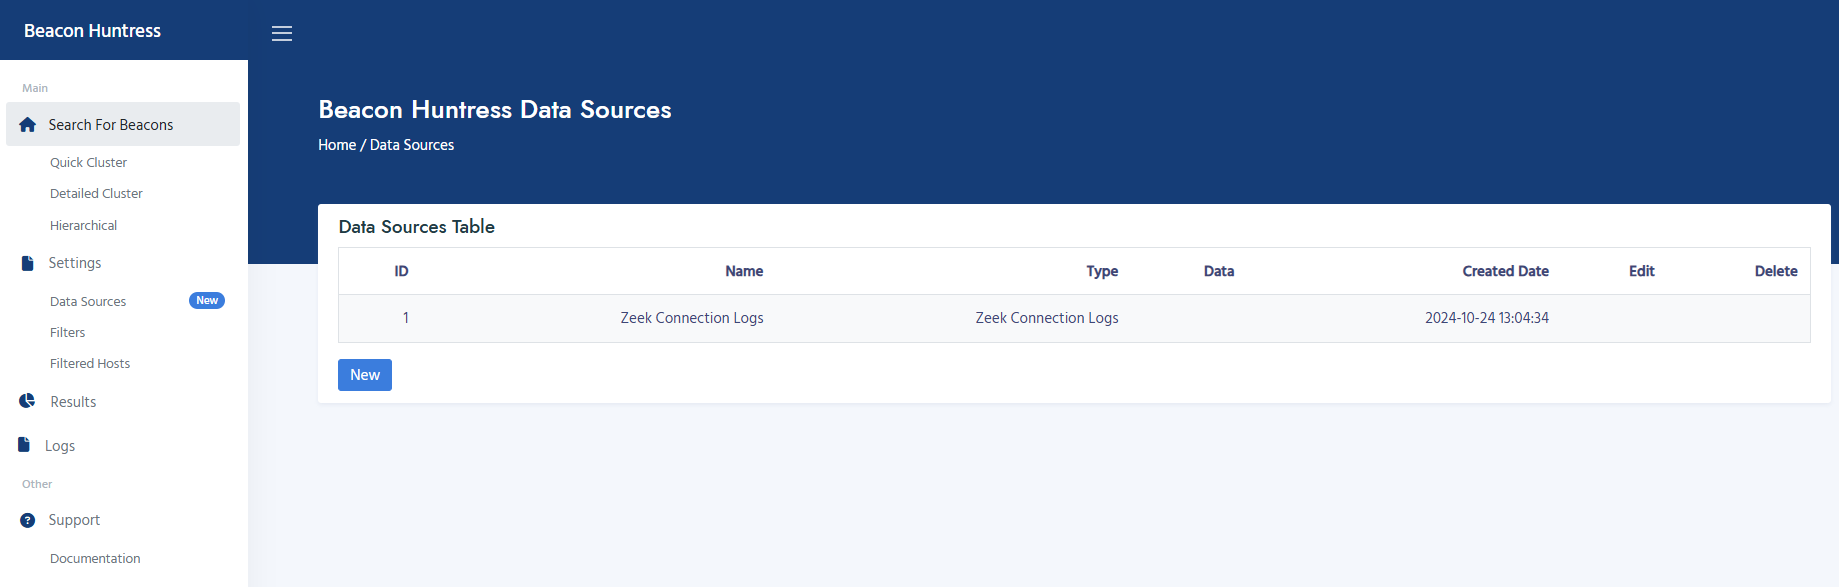 Beacon Huntress
Main
Search For Beacons
Quick Cluster
Detailed Cluster
Hierarchical
Settings
Data Sources New
Filters
Filtered Hosts
Results
Logs
Other
Support
Documentation
Beacon Huntress Data Sources
Home / Data Sources
Data Sources Table
ID Name Type Data Created Date Edit Delete
1 Zeek Connection Logs Zeek Connection Logs 2024-10-24 13:04:34
New